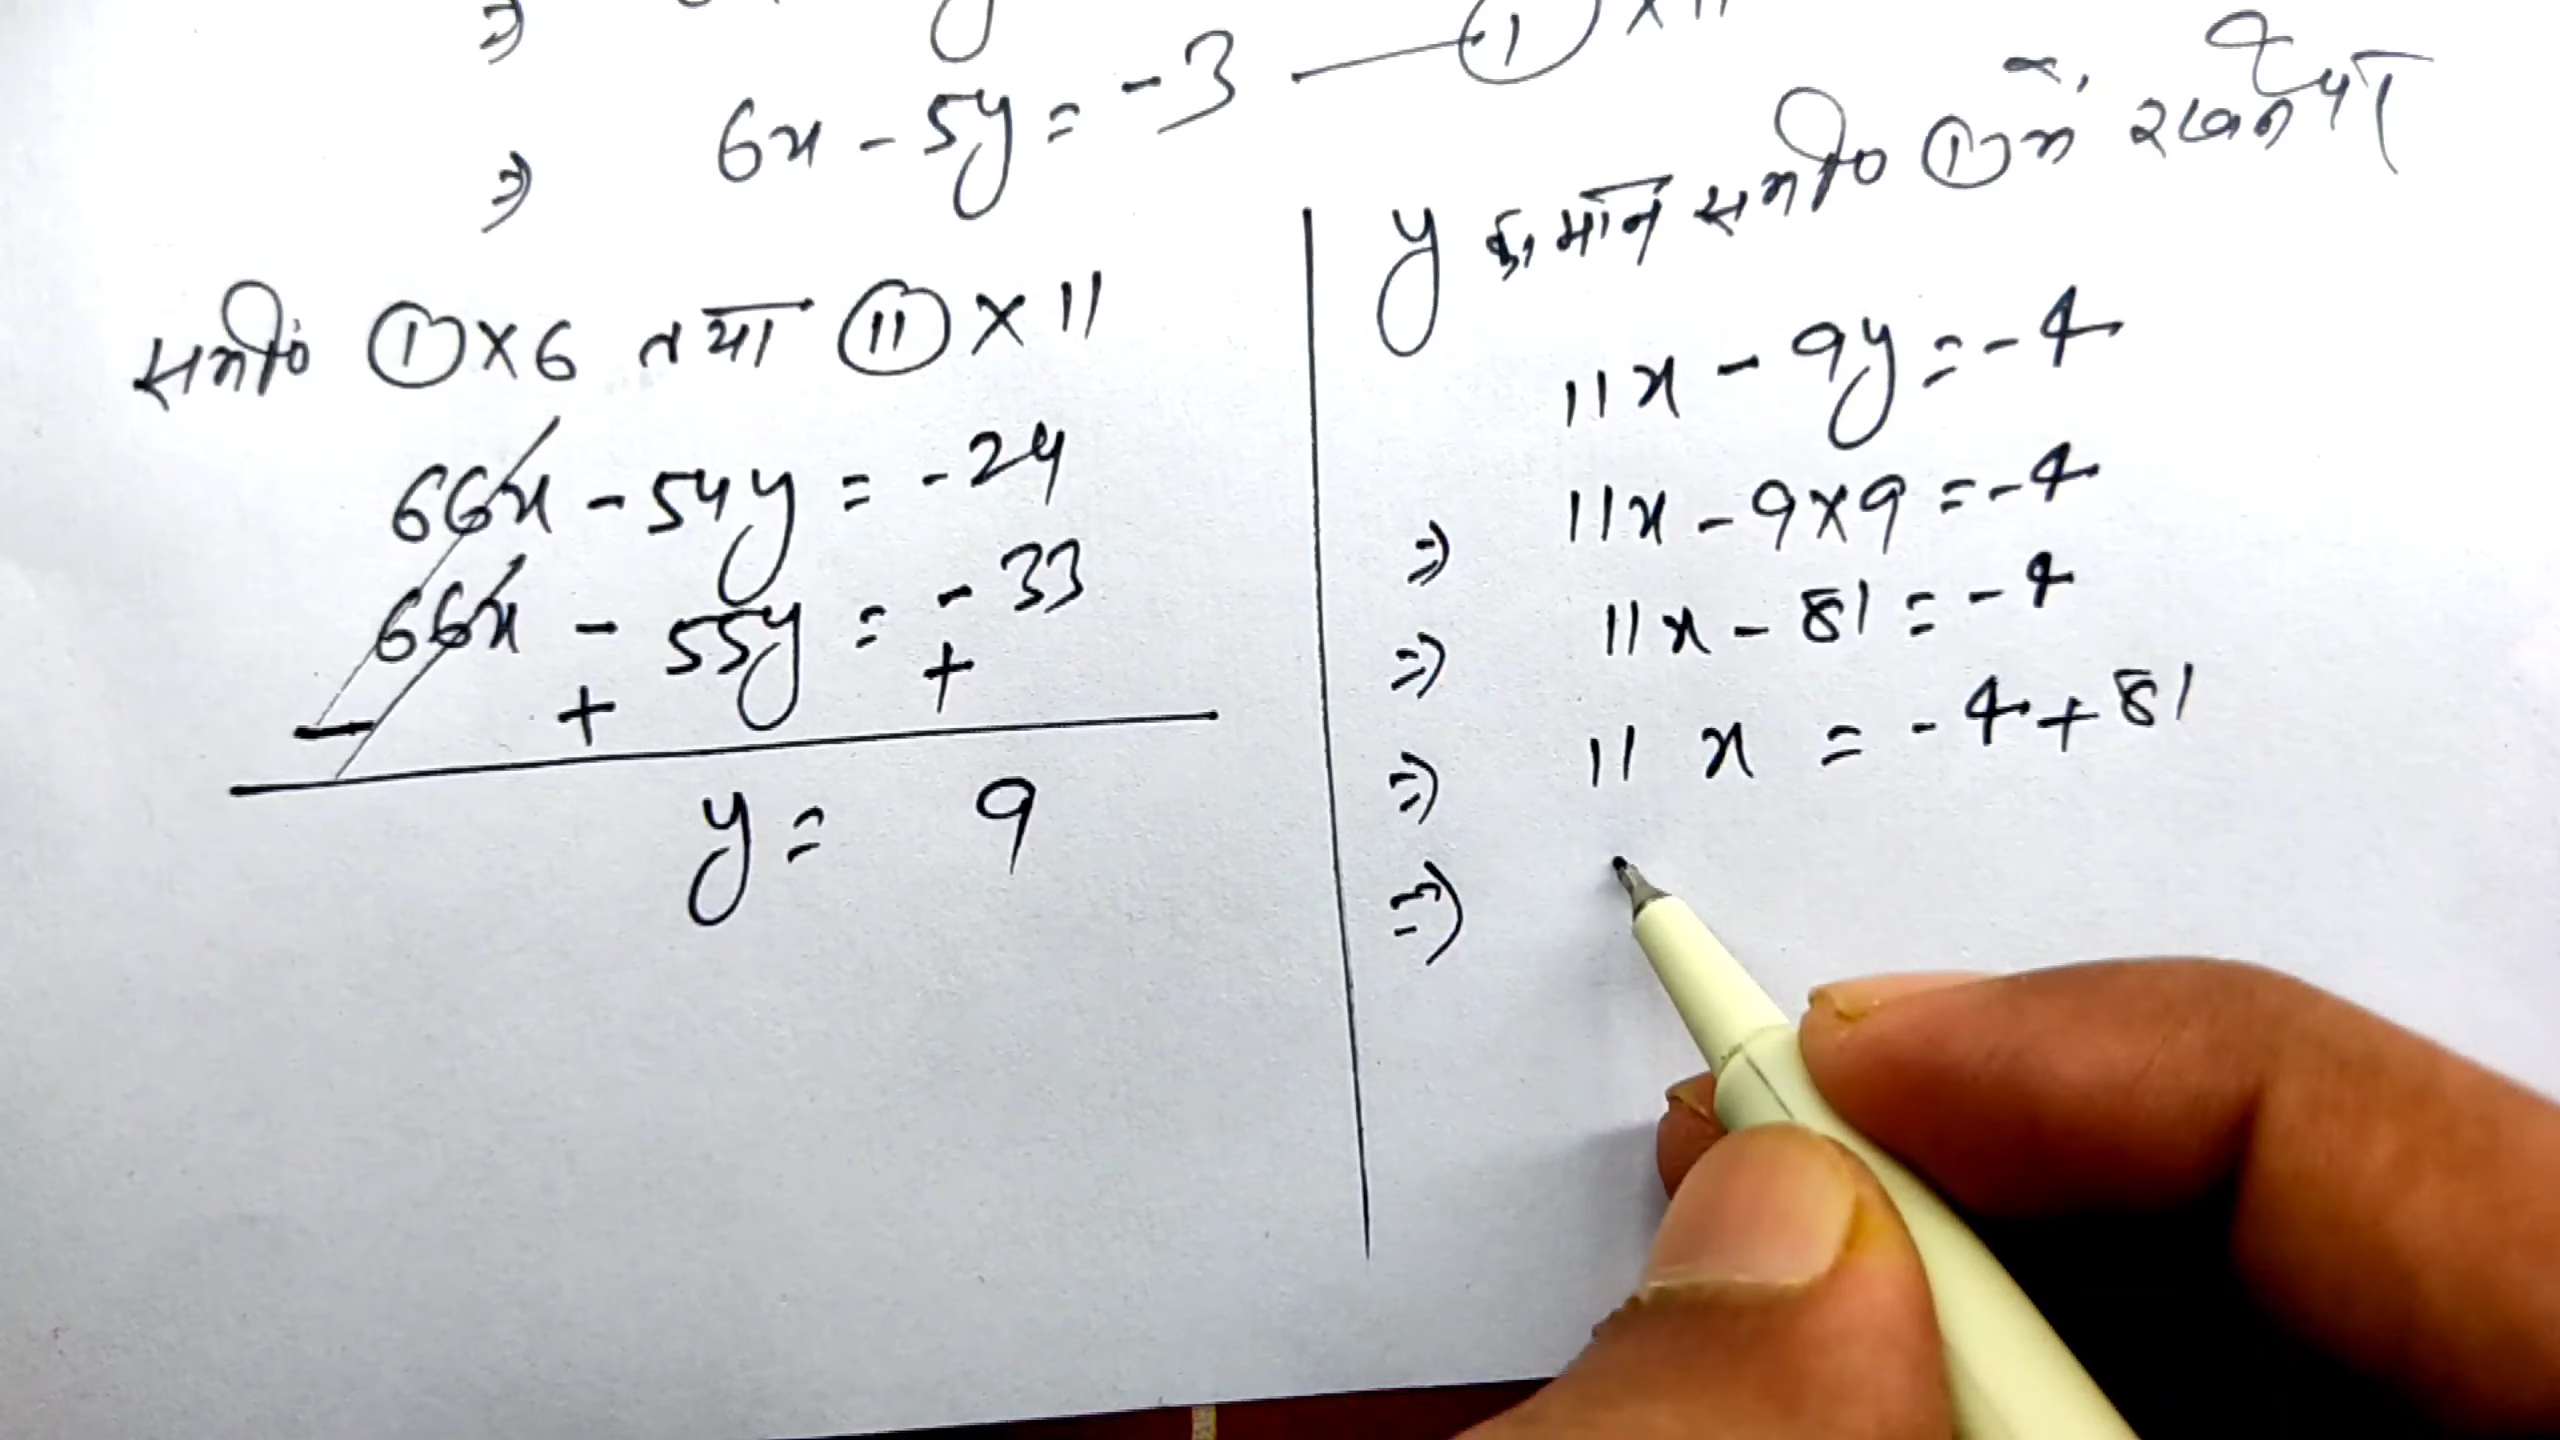 ⇒
⇒ 6x - 5y = -3 — (1) × 11
समी० (1) × 6 तथा (11) × 11
66x - 54y = -24
66x - 55y = -33
- + +
y = 9
y का मान समी० (1) में रखने पर
11x - 9y = -4
⇒ 11x - 9×9 = -4
⇒ 11x - 81 = -4
⇒ 11 x = -4+81
⇒